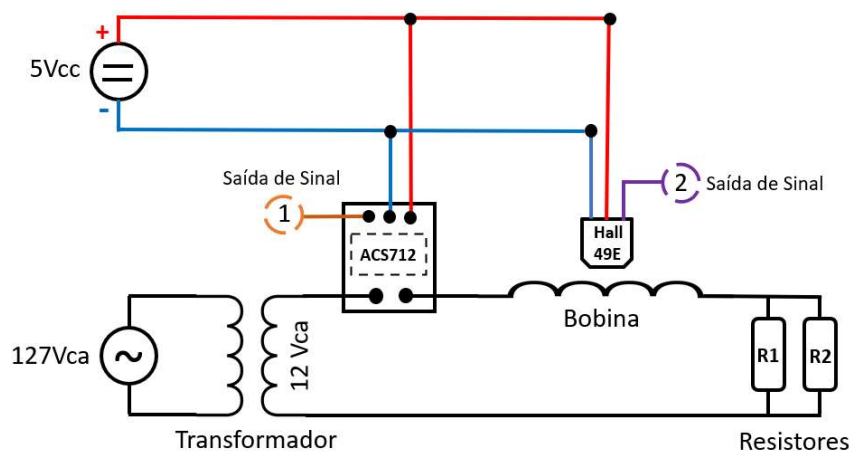 +
5Vcc
-
Saída de Sinal
1
2
Saída de Sinal
Hall
49E
ACS712
Bobina
127Vca
~
12 Vca
R1
R2
Transformador
Resistores